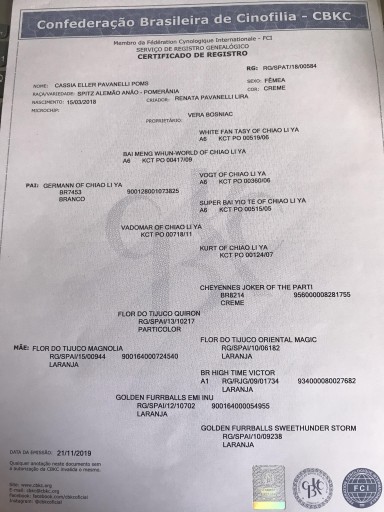 Confederação Brasileira de Cinofilia - CBKC
Membro da Fédération Cynologique Internationale - FCI
SERVIÇO DE REGISTRO GENEALÓGICO
CERTIFICADO DE REGISTRO
RG: RG/SPAT/18/00584
NOME: CASSIA ELLER PAVANELLI POMS
SEXO: FÊMEA
RAÇA/VARIEDADE: SPITZ ALEMÃO ANÃO - POMERÂNIA
COR: CREME
NASCIMENTO: 15/03/2018
CRIADOR: RENATA PAVANELLI LIRA
MICROCHIP:
PROPRIETÁRIO: VERA BOSNIAC
WHITE FAN TASY OF CHIAO LI YA
A6 KCT PO 00519/06
BAI MENG WHUN-WORLD OF CHIAO LI YA
A6 KCT PO 00417/09
VOGT OF CHIAO LI YA
A6 KCT PO 00360/06
PAI: GERMANN OF CHIAO LI YA
BR7453 900128001073825
BRANCO
SUPER BAI YIO TE OF CHIAO LI YA
A6 KCT PO 00515/05
VADOMAR OF CHIAO LI YA
KCT PO 00718/11
KURT OF CHIAO LI YA
KCT PO 00124/07
CHEYENNES JOKER OF THE PARTI
BR8214 956000008281755
CREME
FLOR DO TIJUCO QUIRON
RG/SPAI/13/10217
PARTICOLOR
FLOR DO TIJUCO ORIENTAL MAGIC
RG/SPAI/10/06182
LARANJA
MÃE: FLOR DO TIJUCO MAGNOLIA
RG/SPAI/15/00944 900164000724540
LARANJA
BR HIGH TIME VICTOR
A1 RG/RJG/09/01734 934000080027682
LARANJA
GOLDEN FURRBALLS EMI INU
RG/SPAI/12/10702 900164000054955
LARANJA
GOLDEN FURRBALLS SWEETHUNDER STORM
RG/SPAI/10/09238
LARANJA
DATA DA EMISSÃO: 21/11/2019
Qualquer anotação neste documento sem
a autorização da CBKC invalida o mesmo.
Site: www.cbkc.org
E-mail: cbkc@cbkc.org
Facebook: facebook.com/cbkcoficial
Instagram: @cbkcoficial
CBKC
FCI